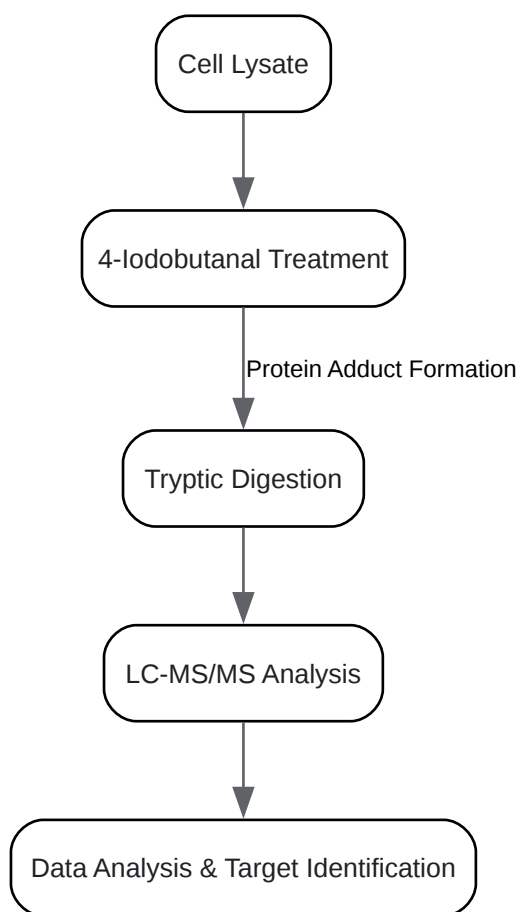 Cell Lysate
4-Iodobutanal Treatment
Protein Adduct Formation
Tryptic Digestion
LC-MS/MS Analysis
Data Analysis & Target Identification